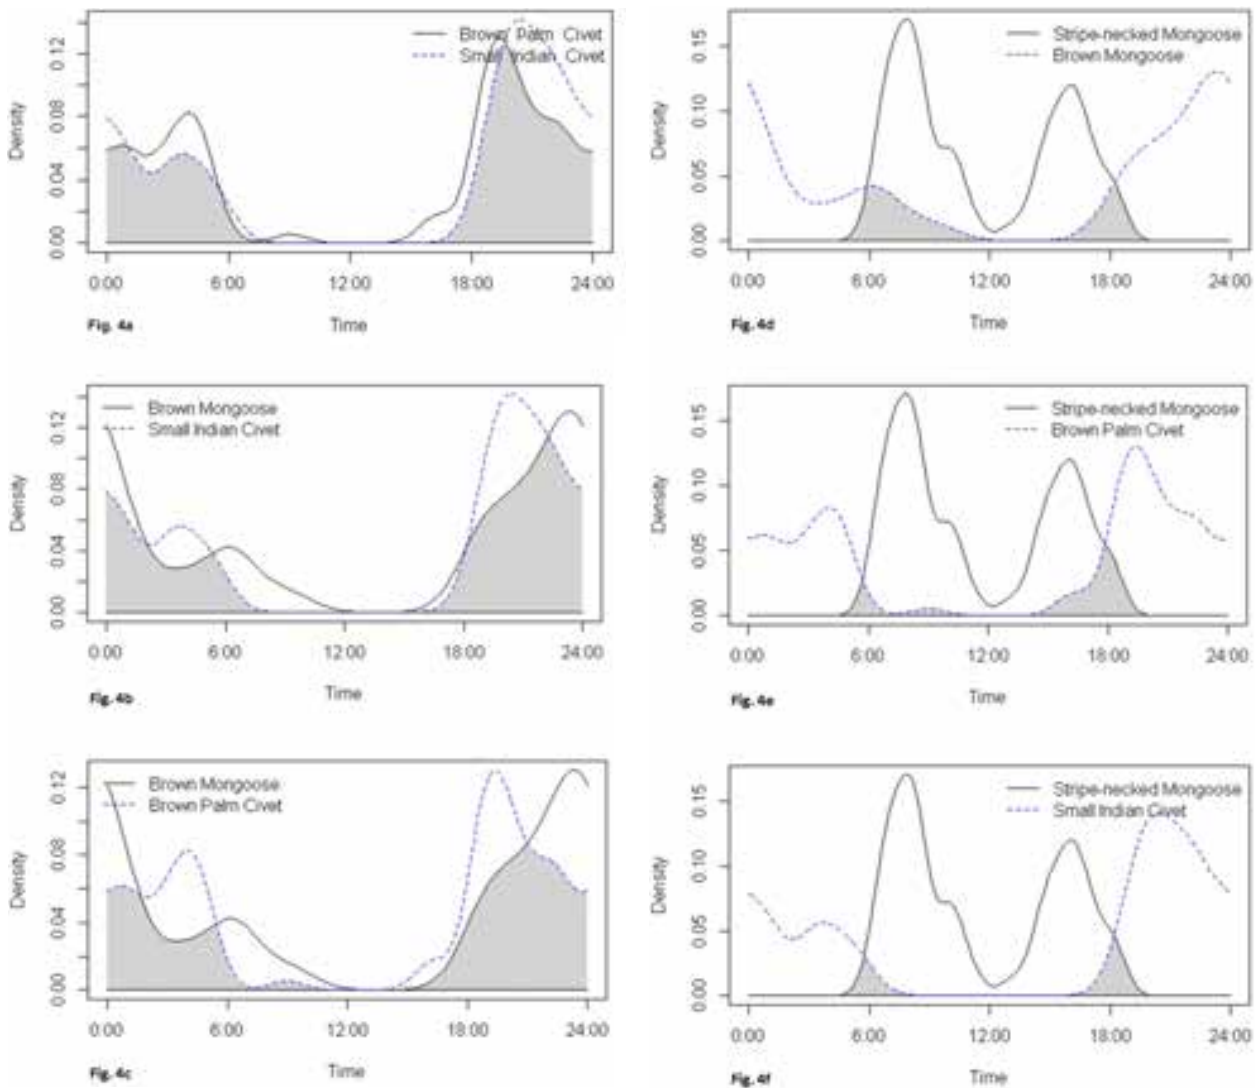 Brown Palm Civet
Small Indian Civet
Density
0.00 0.04 0.08 0.12
0:00 6:00 12:00 18:00 24:00
Time
Fig. 4a
Stripe-necked Mongoose
Brown Mongoose
Density
0.00 0.05 0.10 0.15
0:00 6:00 12:00 18:00 24:00
Time
Fig. 4d
Brown Mongoose
Small Indian Civet
Density
0.00 0.04 0.08 0.12
0:00 6:00 12:00 18:00 24:00
Time
Fig. 4b
Stripe-necked Mongoose
Brown Palm Civet
Density
0.00 0.05 0.10 0.15
0:00 6:00 12:00 18:00 24:00
Time
Fig. 4e
Brown Mongoose
Brown Palm Civet
Density
0.00 0.04 0.08 0.12
0:00 6:00 12:00 18:00 24:00
Time
Fig. 4c
Stripe-necked Mongoose
Small Indian Civet
Density
0.00 0.05 0.10 0.15
0:00 6:00 12:00 18:00 24:00
Time
Fig. 4f